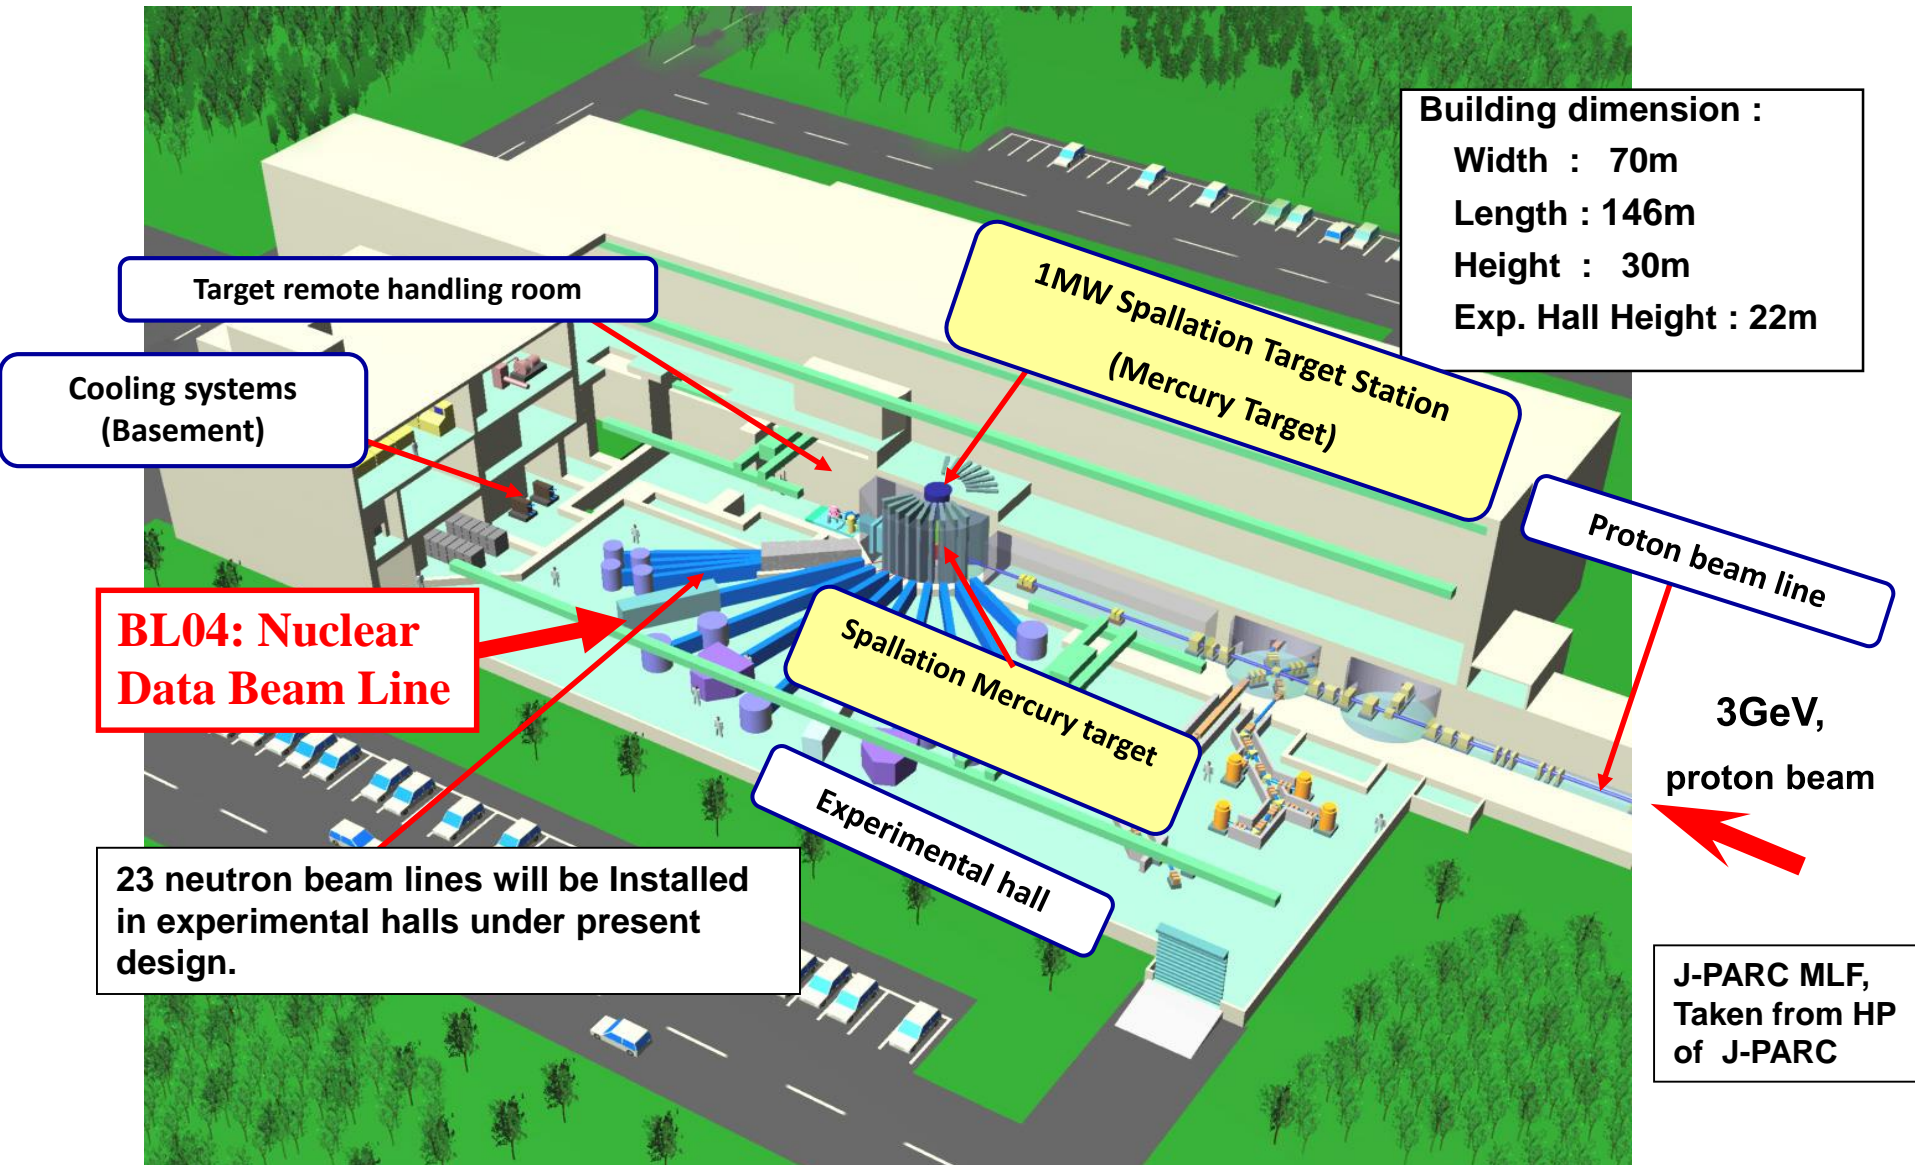 Building dimension :
Width : 70m
Length : 146m
Height : 30m
Exp. Hall Height : 22m
Target remote handling room
1MW Spallation Target Station
(Mercury Target)
Cooling systems
(Basement)
Proton beam line
BL04: Nuclear
Data Beam Line
Spallation Mercury target
3GeV,
proton beam
Experimental hall
23 neutron beam lines will be Installed
in experimental halls under present
design.
J-PARC MLF,
Taken from HP
of J-PARC